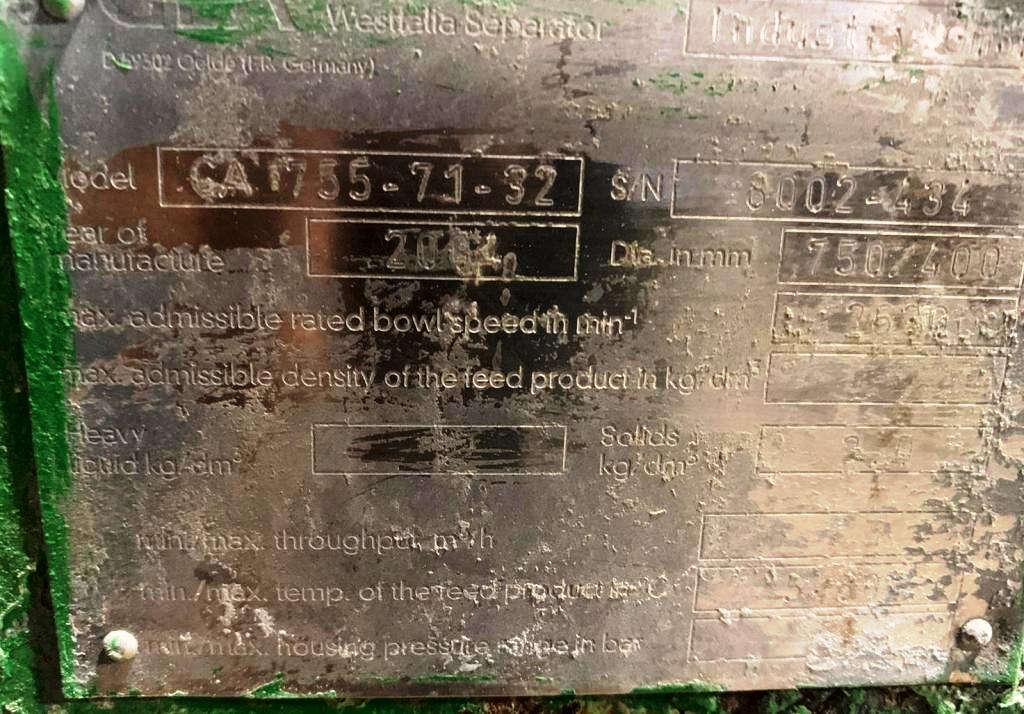 GEA Westfalia Separator Industry GmbH
D-59302 Oelde (F.R. Germany)
Model CA 755-71-32 S/N 8002-434
Year of manufacture Dia. in mm 750/400
max. admissible rated bowl speed in min-1
max. admissible density of the feed product in kg/dm3
Heavy liquid kg/dm3 Solids kg/dm3
min./max. throughput, m3/h
min./max. temp. of the feed product in °C
min./max. housing pressure range in bar